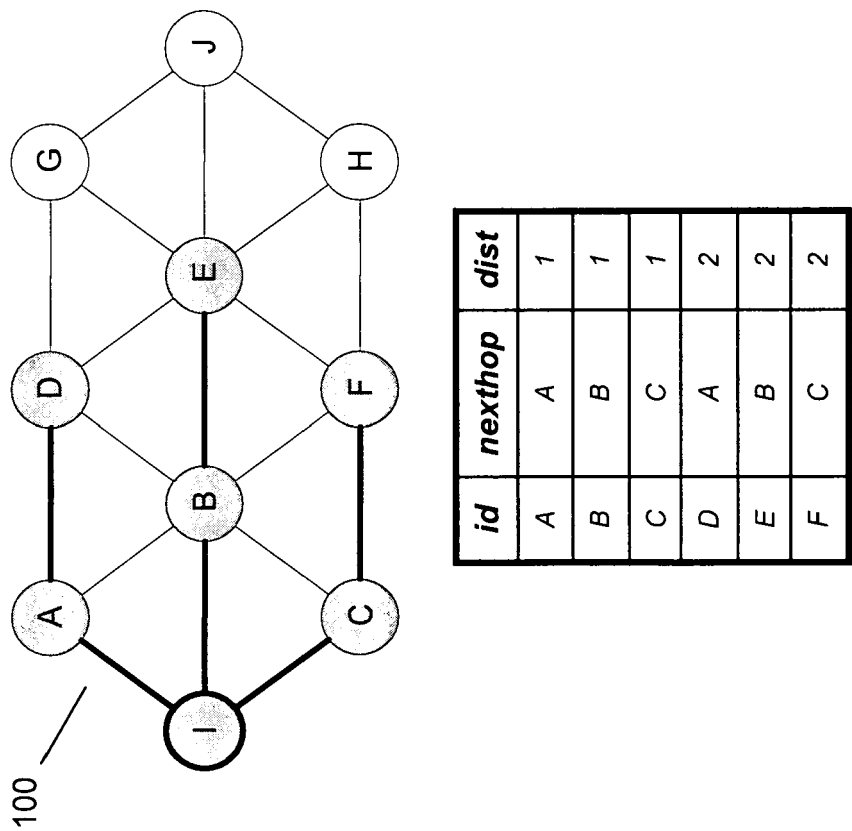 100
A D G
I B E J
C F H
id nexthop dist
A A 1
B B 1
C C 1
D A 2
E B 2
F C 2